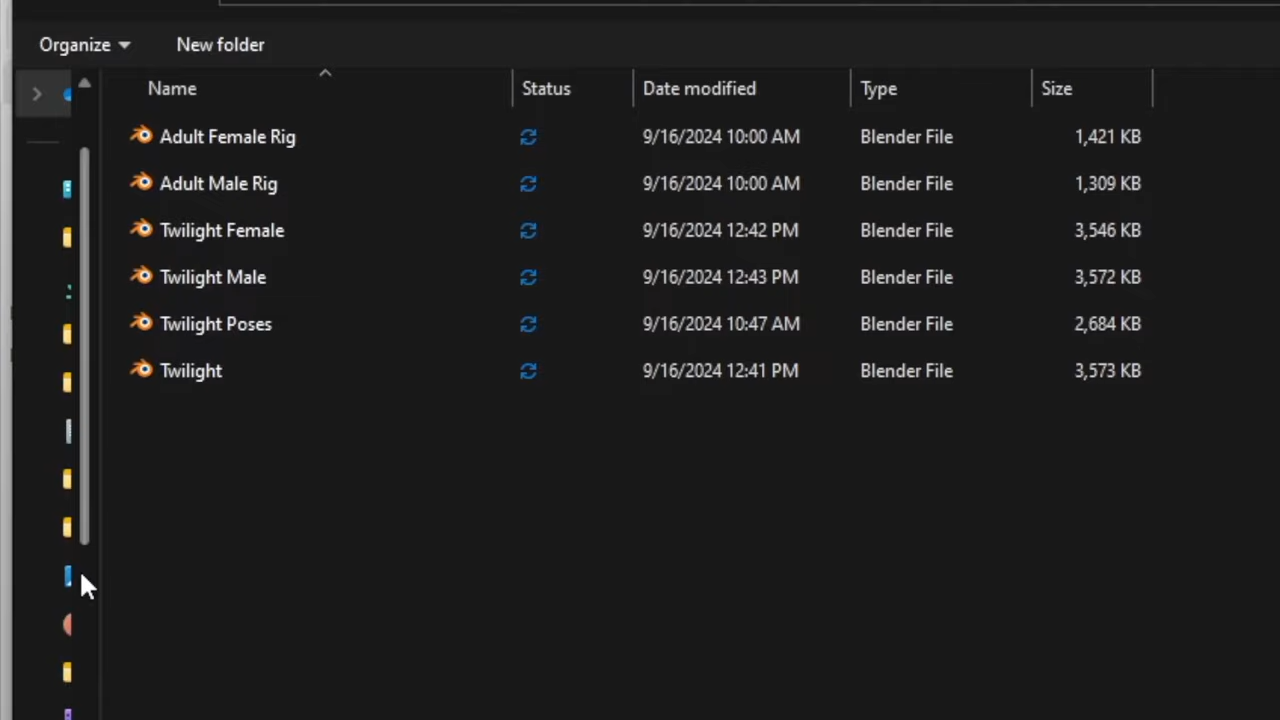 Organize New folder
Name Status Date modified Type Size
Adult Female Rig 9/16/2024 10:00 AM Blender File 1,421 KB
Adult Male Rig 9/16/2024 10:00 AM Blender File 1,309 KB
Twilight Female 9/16/2024 12:42 PM Blender File 3,546 KB
Twilight Male 9/16/2024 12:43 PM Blender File 3,572 KB
Twilight Poses 9/16/2024 10:47 AM Blender File 2,684 KB
Twilight 9/16/2024 12:41 PM Blender File 3,573 KB